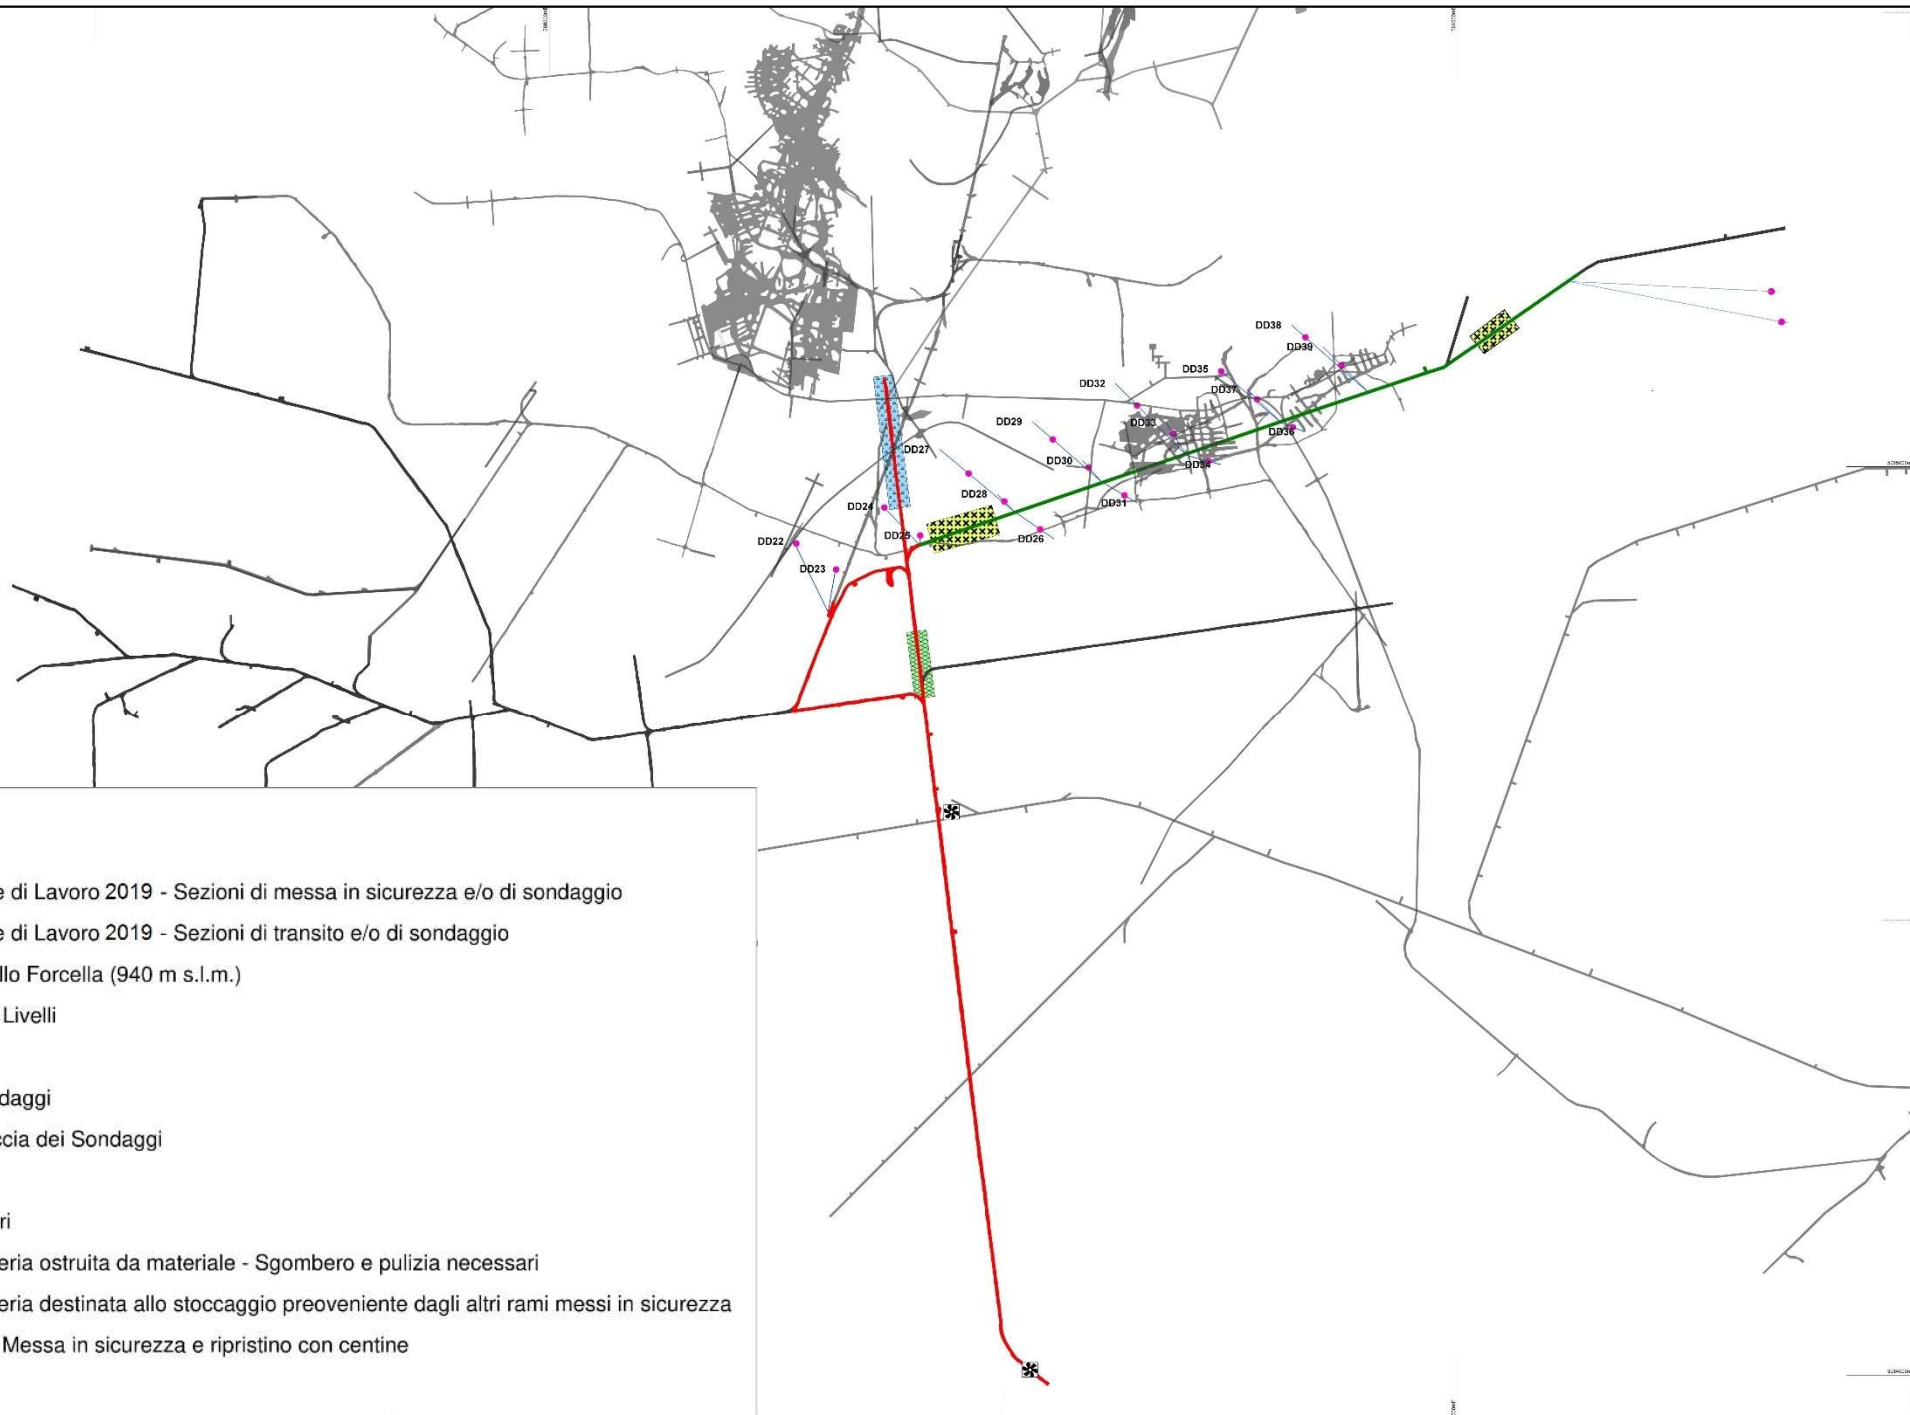 DD38
DD39
DD35
DD32
DD37
DD29
DD33
DD36
DD27
DD30
DD34
DD28
DD31
DD24
DD25
DD26
DD22
DD23
e di Lavoro 2019 - Sezioni di messa in sicurezza e/o di sondaggio
e di Lavoro 2019 - Sezioni di transito e/o di sondaggio
llo Forcella (940 m s.l.m.)
Livelli
daggi
ccia dei Sondaggi
ri
eria ostruita da materiale - Sgombero e pulizia necessari
eria destinata allo stoccaggio preoveniente dagli altri rami messi in sicurezza
Messa in sicurezza e ripristino con centine